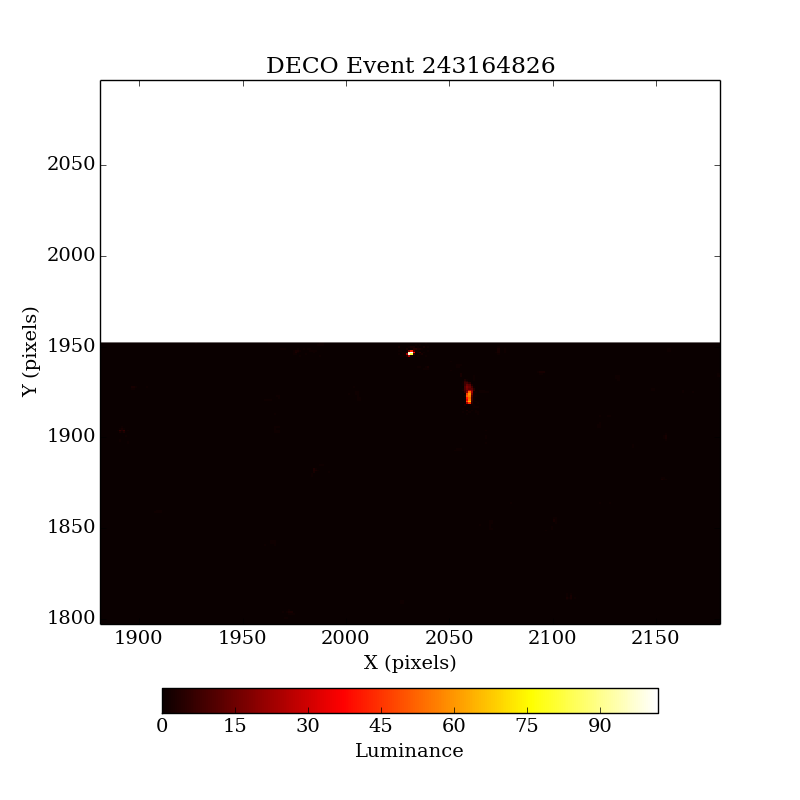 DECO Event 243164826
2050
2000
1950
1900
1850
1800
Y (pixels)
1900 1950 2000 2050 2100 2150
X (pixels)
0 15 30 45 60 75 90
Luminance